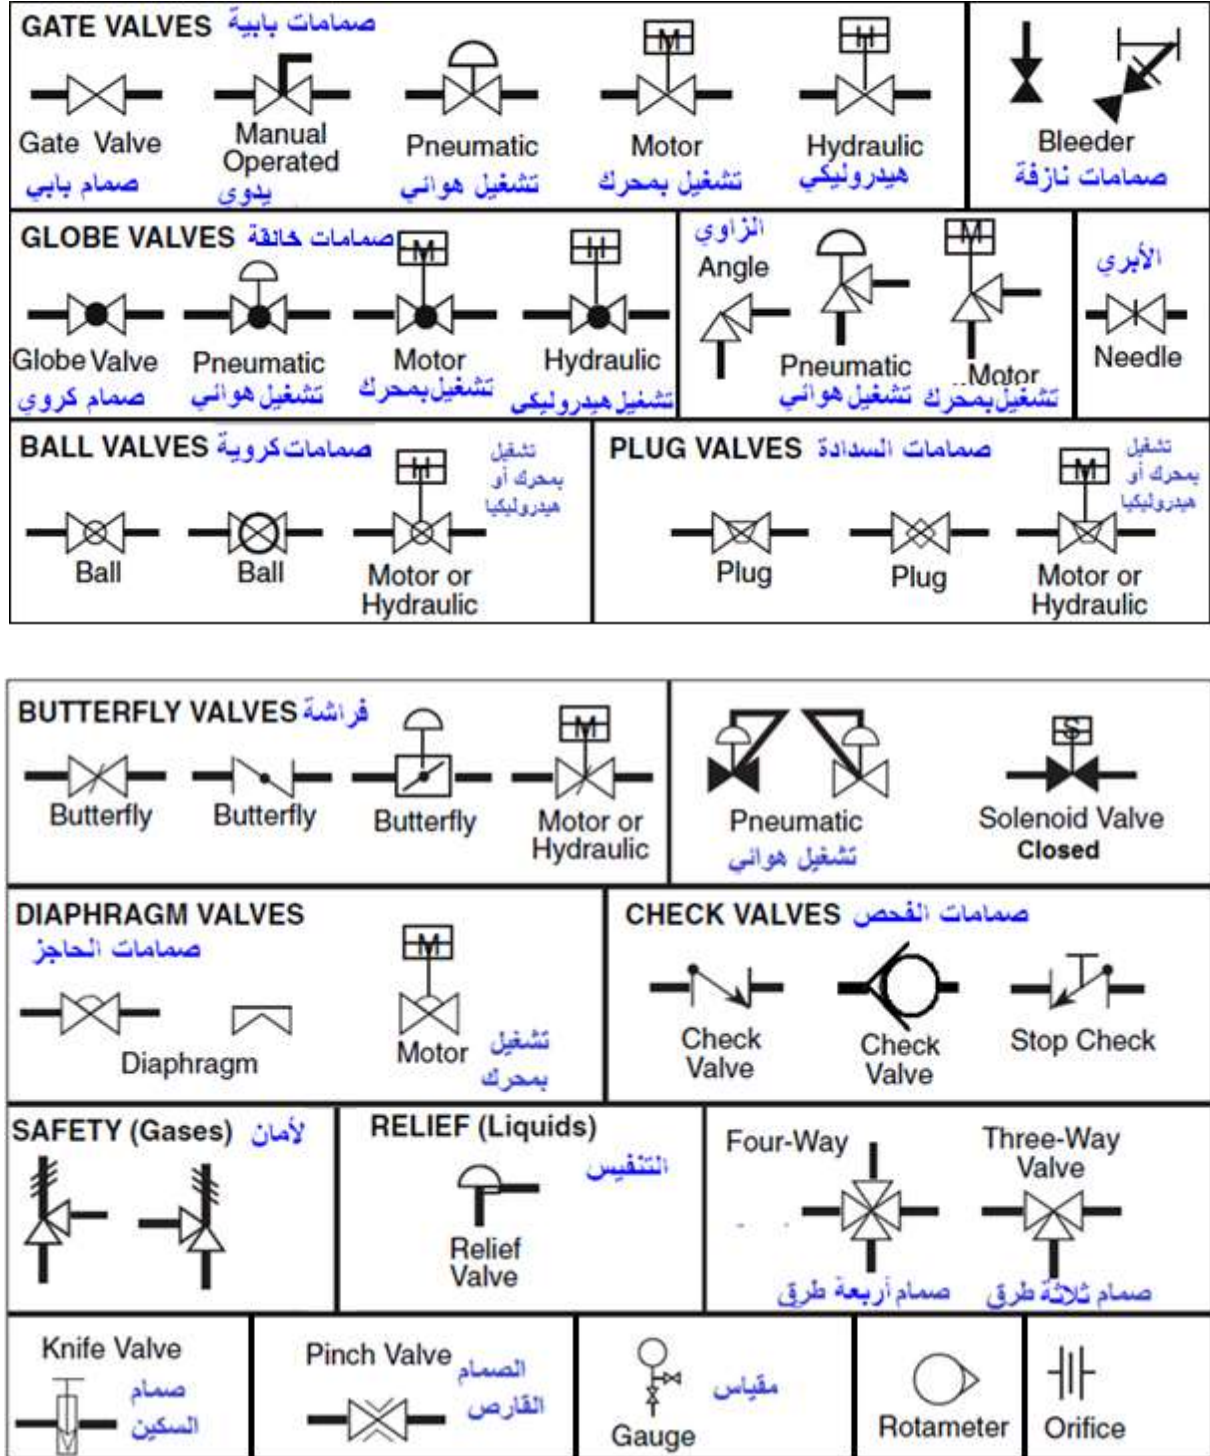 GATE VALVES صمامات بابية
M
H
Gate Valve
صمام بابي
Manual
Operated
يدوي
Pneumatic
تشغيل هوائي
Motor
تشغيل بمحرك
Hydraulic
هيدروليكي
Bleeder
صمامات نازفة
GLOBE VALVES صمامات خانقة
M
H
Globe Valve
صمام كروي
Pneumatic
تشغيل هوائي
Motor
تشغيل بمحرك
Hydraulic
تشغيل هيدروليكي
الزاوي
Angle
M
Pneumatic
تشغيل هوائي
Motor
تشغيل بمحرك
الأبري
Needle
BALL VALVES صمامات كروية
H
تشغيل
بمحرك أو
هيدروليكيا
Ball
Ball
Motor or
Hydraulic
PLUG VALVES صمامات السدادة
M
تشغيل
بمحرك أو
هيدروليكيا
Plug
Plug
Motor or
Hydraulic
BUTTERFLY VALVES فراشة
M
Butterfly
Butterfly
Butterfly
Motor or
Hydraulic
Pneumatic
تشغيل هوائي
S
Solenoid Valve
Closed
DIAPHRAGM VALVES
صمامات الحاجز
M
Diaphragm
Motor
تشغيل
بمحرك
CHECK VALVES صمامات الفحص
Check
Valve
Check
Valve
Stop Check
SAFETY (Gases) لأمان
RELIEF (Liquids)
التنفيس
Relief
Valve
Four-Way
صمام أربعة طرق
Three-Way
Valve
صمام ثلاثة طرق
Knife Valve
صمام
السكين
Pinch Valve
الصمام
القارص
مقياس
Gauge
Rotameter
Orifice